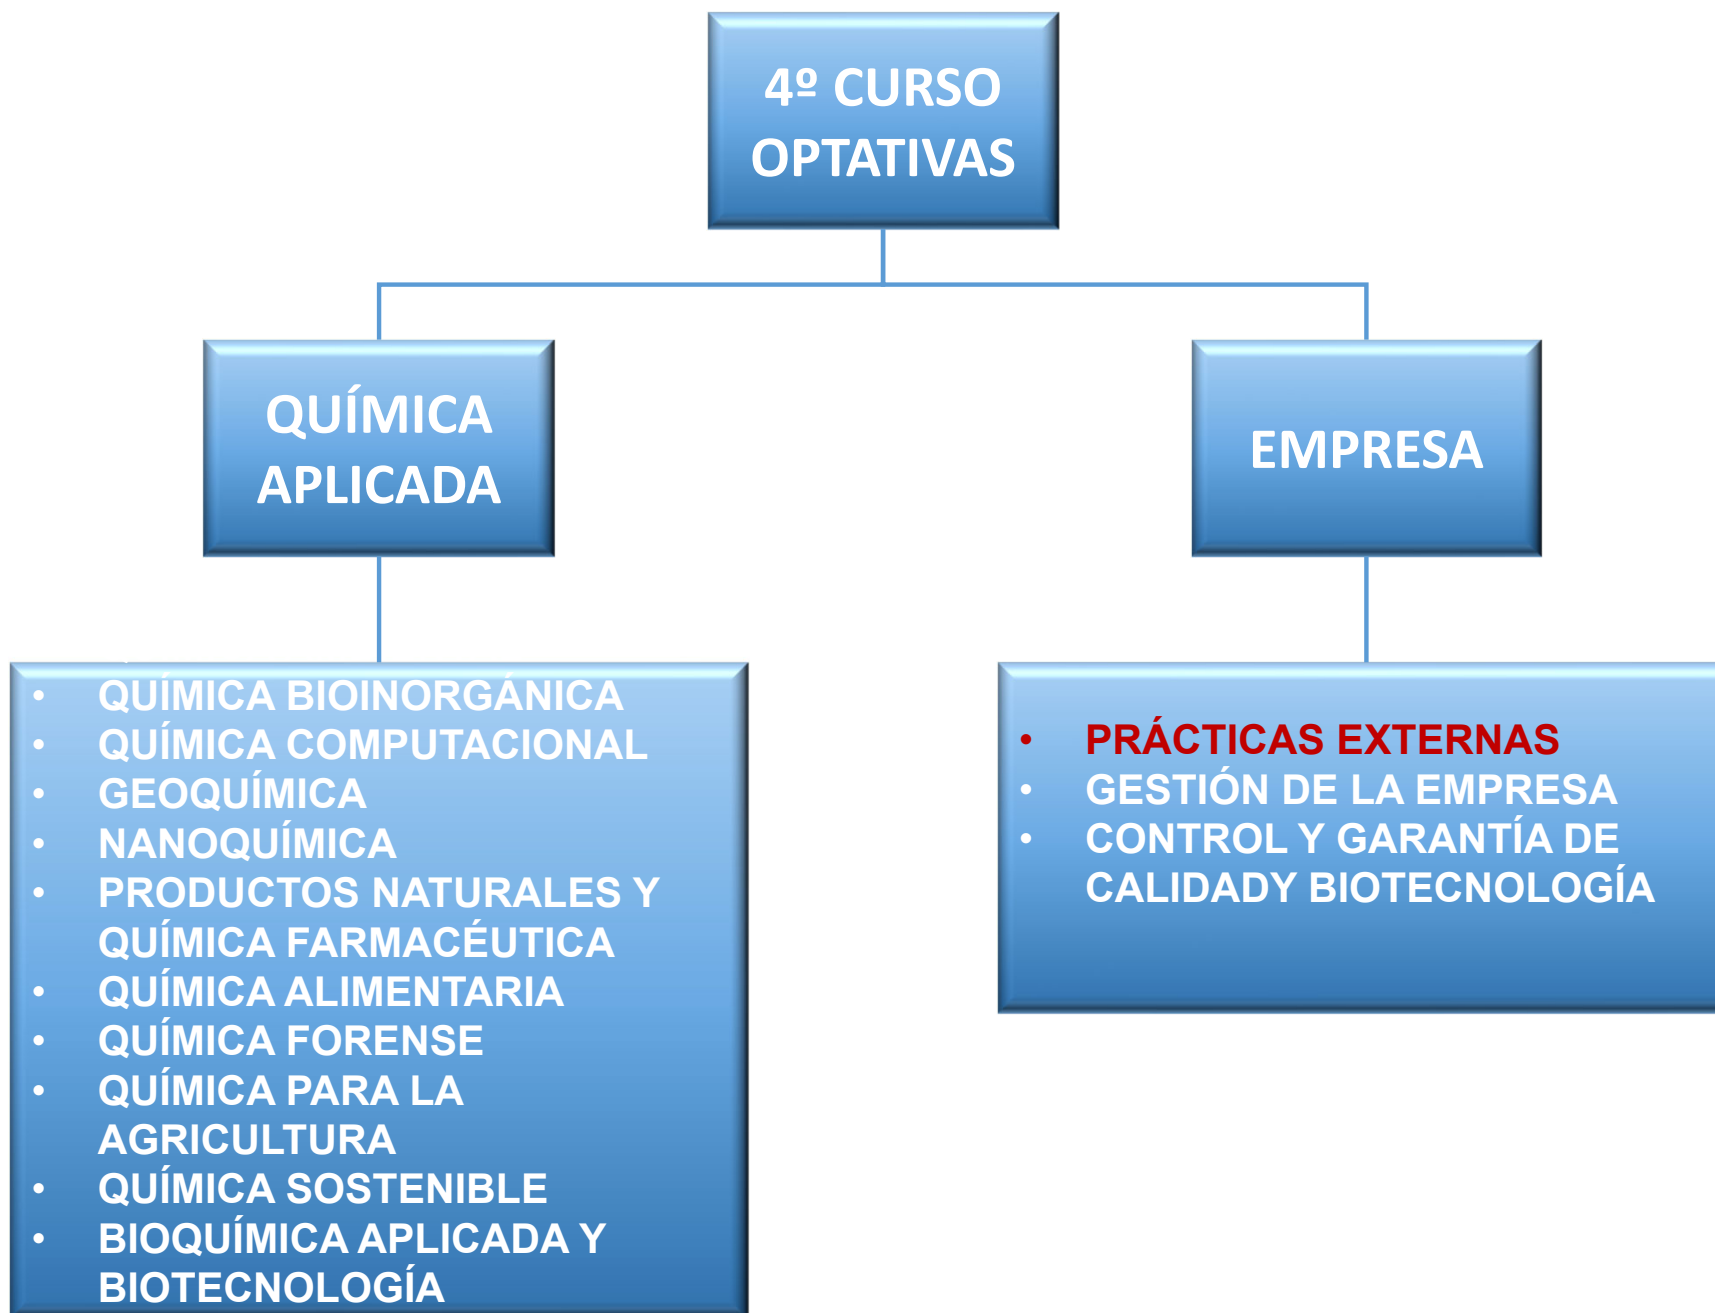 4º CURSO
OPTATIVAS
QUÍMICA
APLICADA
EMPRESA
• QUÍMICA BIOINORGÁNICA
• QUÍMICA COMPUTACIONAL
• GEOQUÍMICA
• NANOQUÍMICA
• PRODUCTOS NATURALES Y
QUÍMICA FARMACÉUTICA
• QUÍMICA ALIMENTARIA
• QUÍMICA FORENSE
• QUÍMICA PARA LA
AGRICULTURA
• QUÍMICA SOSTENIBLE
• BIOQUÍMICA APLICADA Y
BIOTECNOLOGÍA
• PRÁCTICAS EXTERNAS
• GESTIÓN DE LA EMPRESA
• CONTROL Y GARANTÍA DE
CALIDADY BIOTECNOLOGÍA